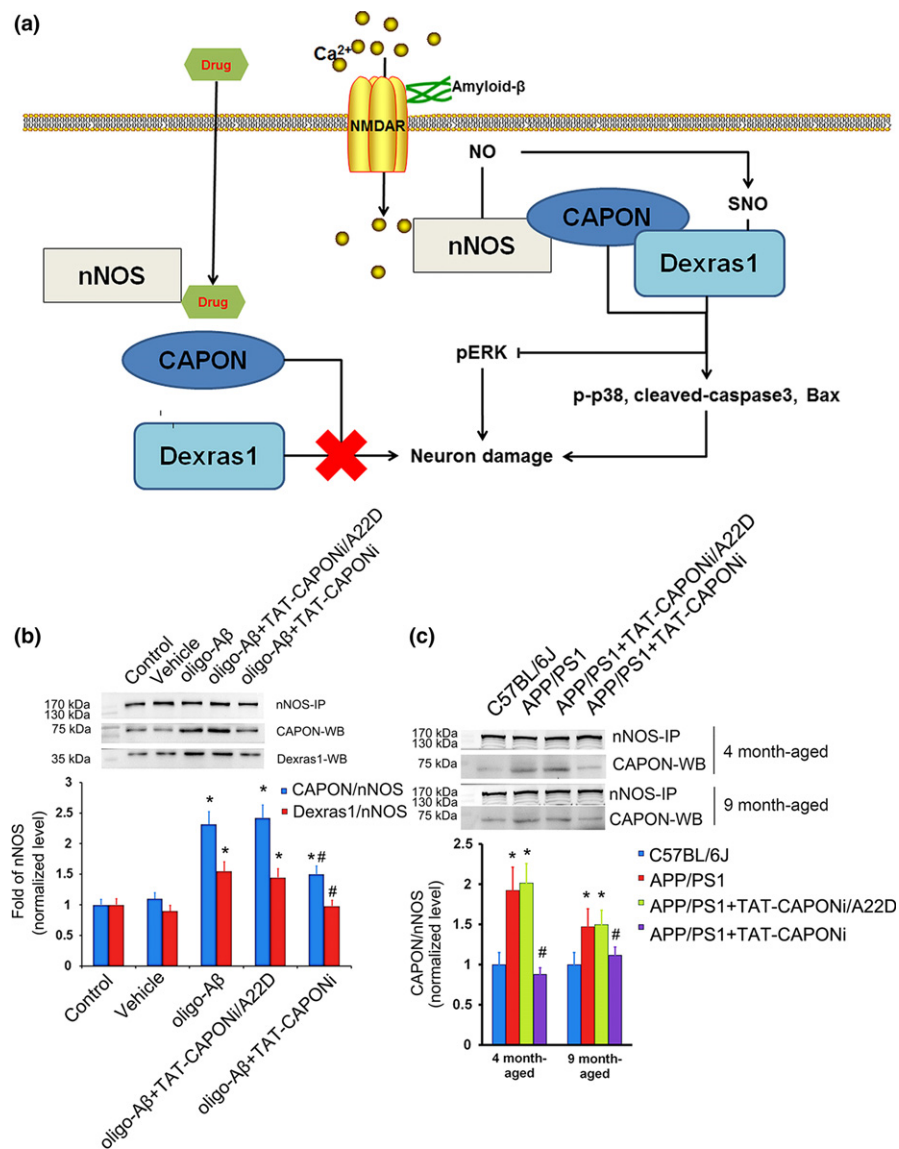 (a)
Drug
Ca2+
Amyloid-β
NMDAR
NO
SNO
CAPON
nNOS
Dexras1
nNOS
Drug
CAPON
pERK
p-p38, cleaved-caspase3, Bax
Dexras1
Neuron damage
(b)
Control
Vehicle
oligo-Aβ
oligo-Aβ+TAT-CAPONi/A22D
oligo-Aβ+TAT-CAPONi
170 kDa
130 kDa
nNOS-IP
75 kDa
CAPON-WB
35 kDa
Dexras1-WB
Fold of nNOS
(normalized level)
3
2.5
2
1.5
1
0.5
0
CAPON/nNOS
Dexras1/nNOS
*
*
*
*
*#
#
Control
Vehicle
oligo-Aβ
oligo-Aβ+TAT-CAPONi/A22D
oligo-Aβ+TAT-CAPONi
(c)
C57BL/6J
APP/PS1
APP/PS1+TAT-CAPONi/A22D
APP/PS1+TAT-CAPONi
170 kDa
130 kDa
nNOS-IP
75 kDa
CAPON-WB
4 month-aged
170 kDa
130 kDa
nNOS-IP
75 kDa
CAPON-WB
9 month-aged
CAPON/nNOS
(normalized level)
2.5
2
1.5
1
0.5
0
* *
#
* *
#
C57BL/6J
APP/PS1
APP/PS1+TAT-CAPONi/A22D
APP/PS1+TAT-CAPONi
4 month-
aged
9 month-
aged